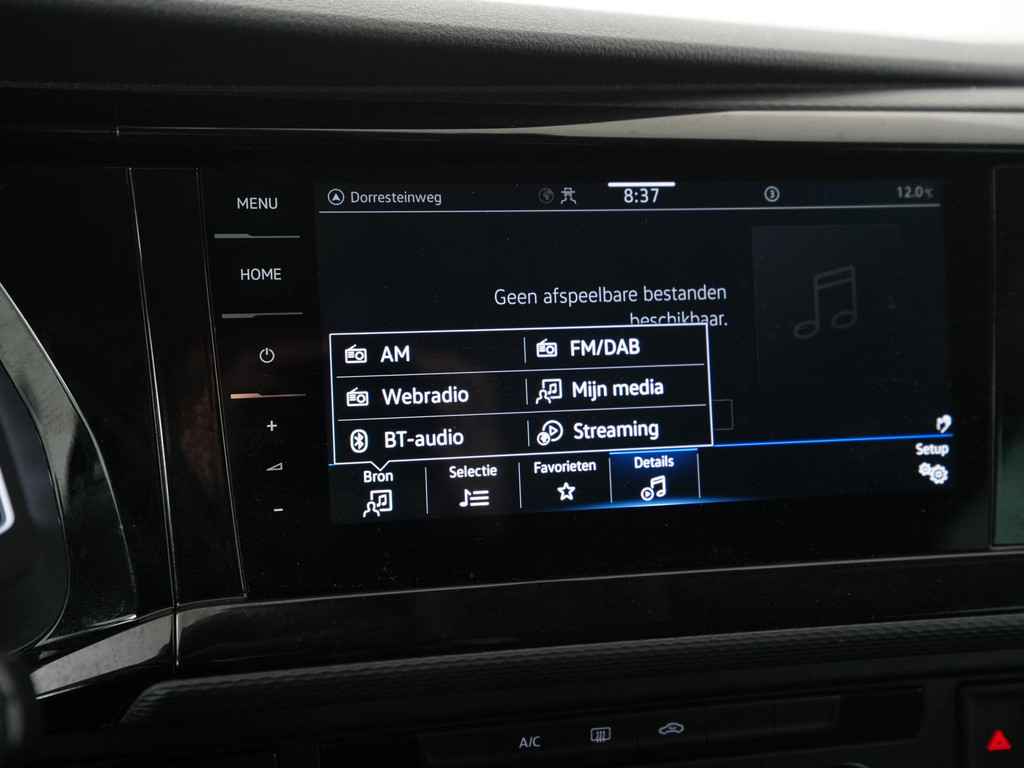 MENU
HOME
+
-
Dorresteinweg
8:37
3
12.0°C
Geen afspeelbare bestanden
beschikbaar.
AM
FM/DAB
Webradio
Mijn media
BT-audio
Streaming
Bron
Selectie
Favorieten
Details
Setup
A/C